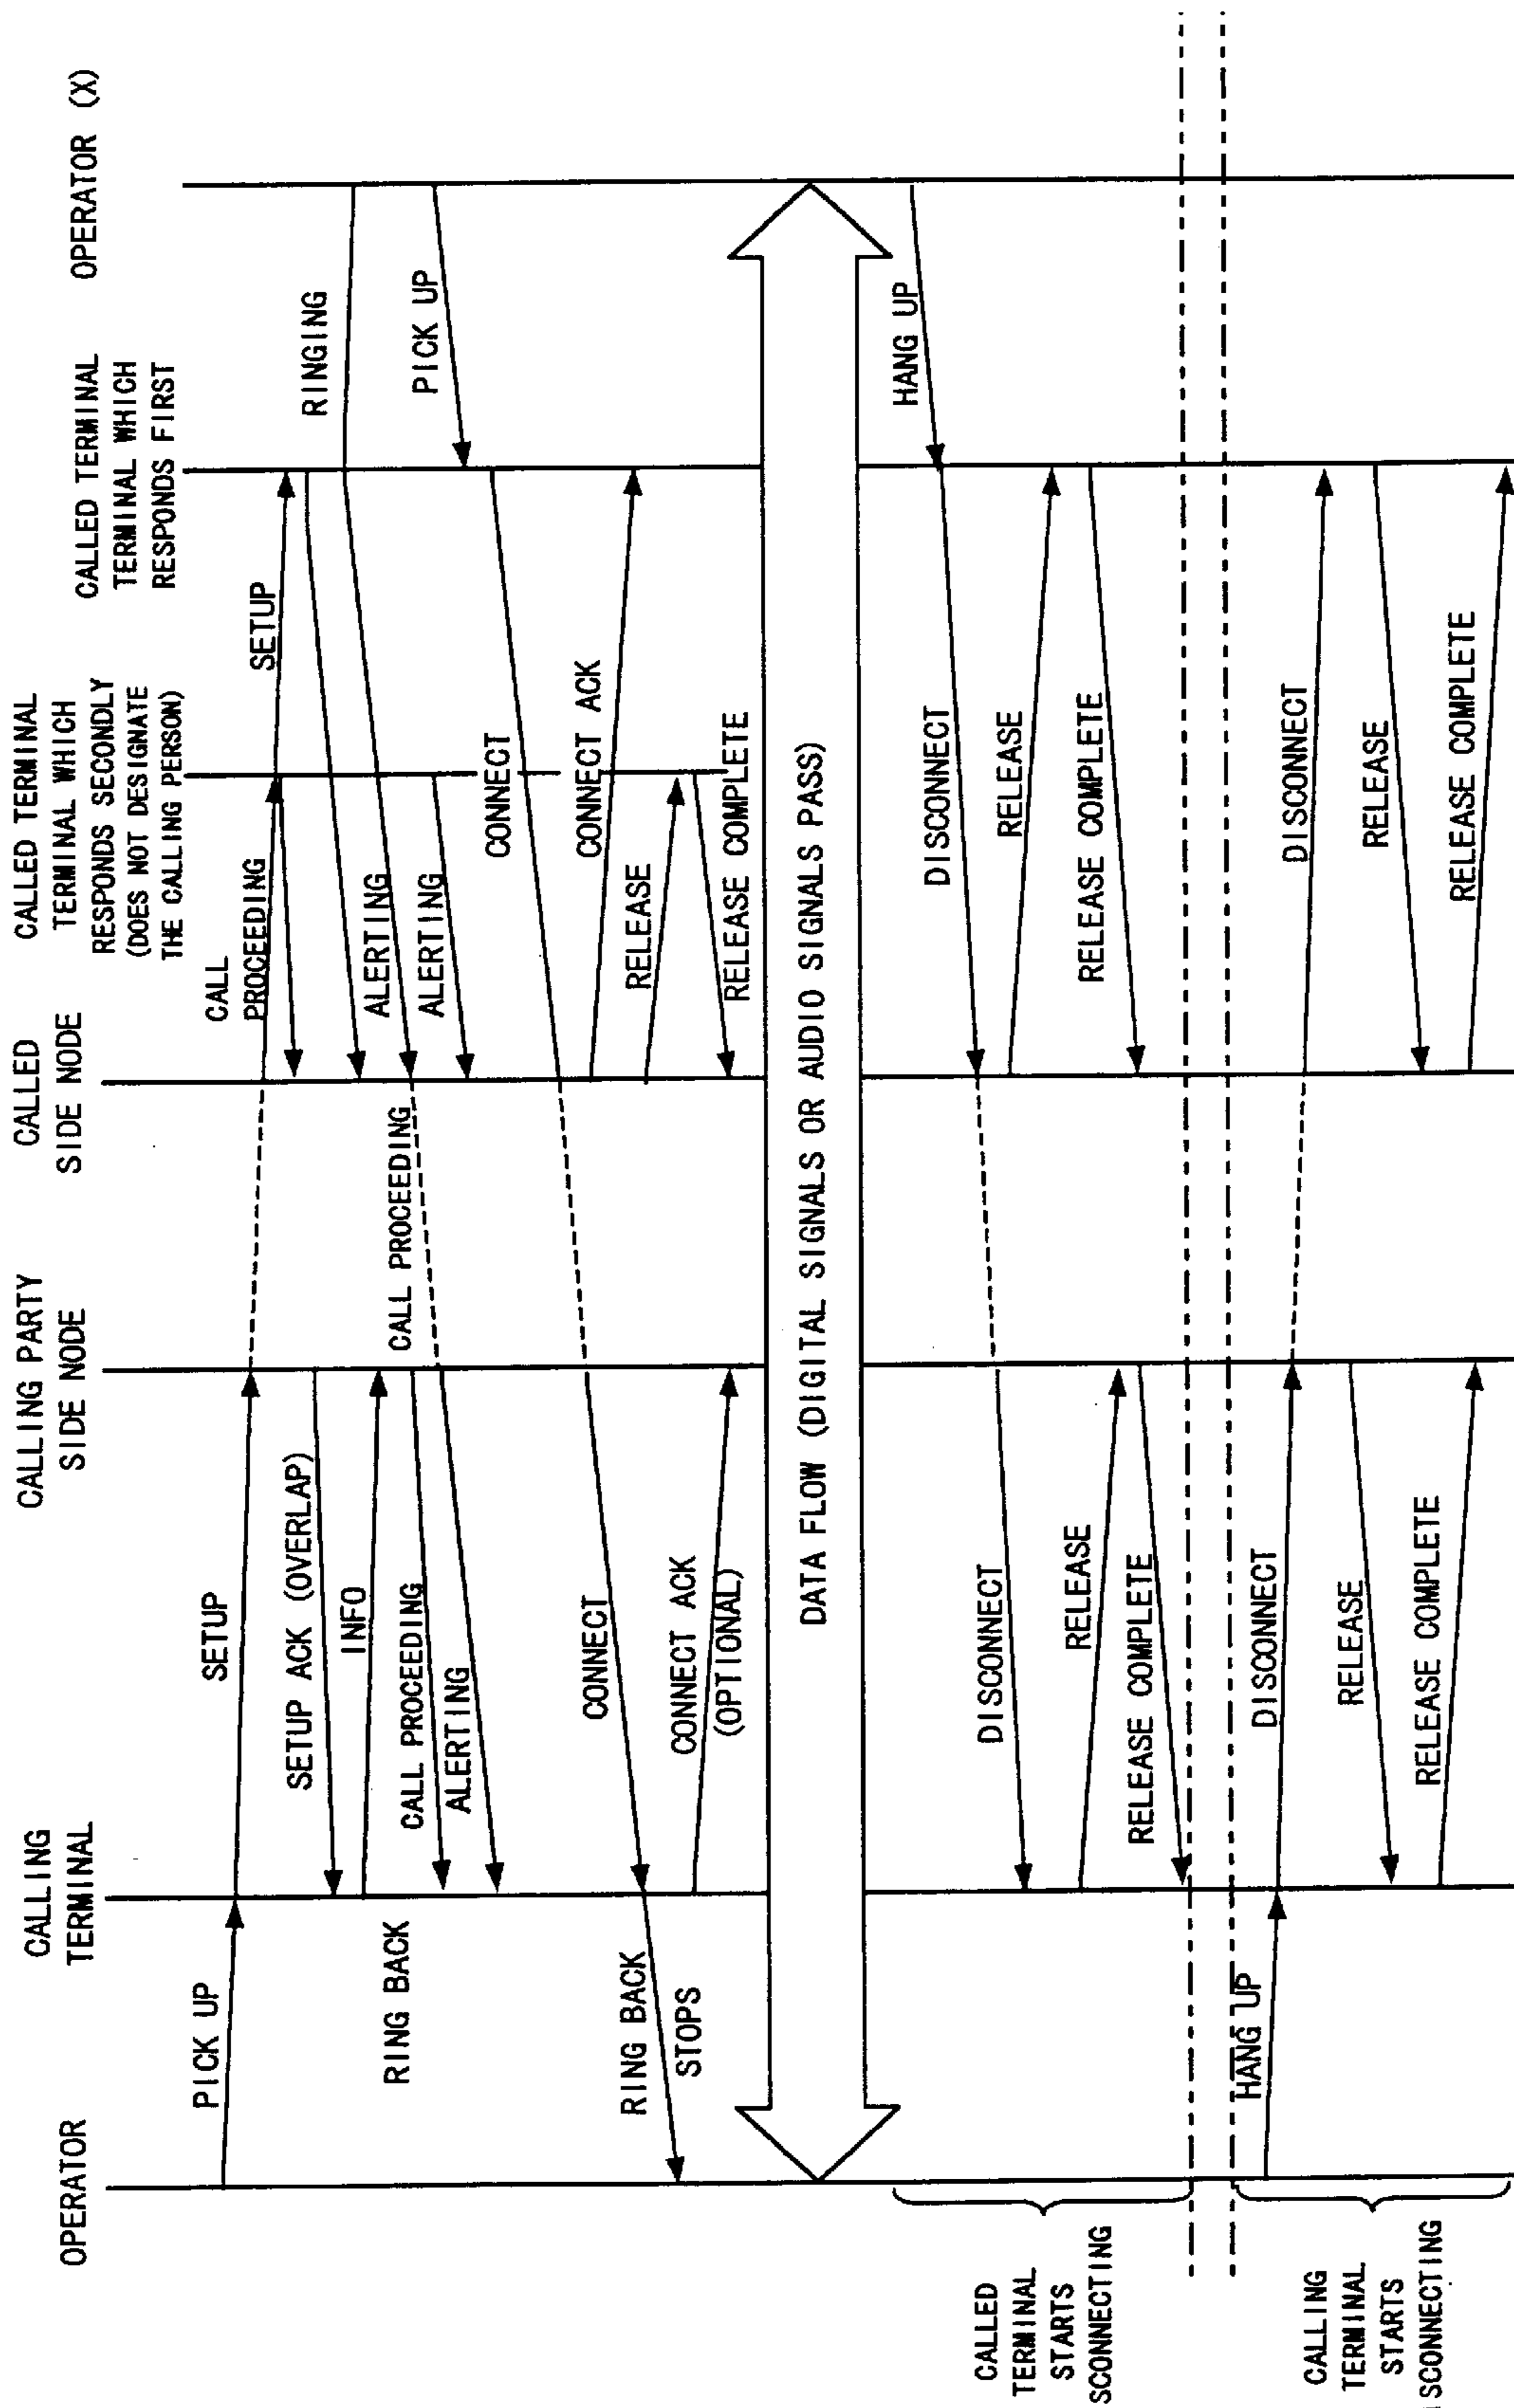 OPERATOR
CALLING
TERMINAL
CALLING PARTY
SIDE NODE
CALLED
SIDE NODE
CALLED TERMINAL
TERMINAL WHICH
RESPONDS SECONDLY
(DOES NOT DESIGNATE
THE CALLING PERSON)
CALLED TERMINAL
TERMINAL WHICH
RESPONDS FIRST
OPERATOR (X)
PICK UP
SETUP
CALL
PROCEEDING
SETUP
SETUP ACK (OVERLAP)
RINGING
INFO
ALERTING
RING BACK
CALL PROCEEDING
CALL PROCEEDING
ALERTING
PICK UP
ALERTING
CONNECT
CONNECT
CONNECT ACK
RING BACK
STOPS
RELEASE
CONNECT ACK
(OPTIONAL)
RELEASE COMPLETE
DATA FLOW (DIGITAL SIGNALS OR AUDIO SIGNALS PASS)
HANG UP
DISCONNECT
DISCONNECT
RELEASE
RELEASE
RELEASE COMPLETE
RELEASE COMPLETE
CALLED
TERMINAL
STARTS
SCONNECTING
HANG UP
DISCONNECT
DISCONNECT
RELEASE
RELEASE
RELEASE COMPLETE
RELEASE COMPLETE
CALLING
TERMINAL
STARTS
ISCONNECTING